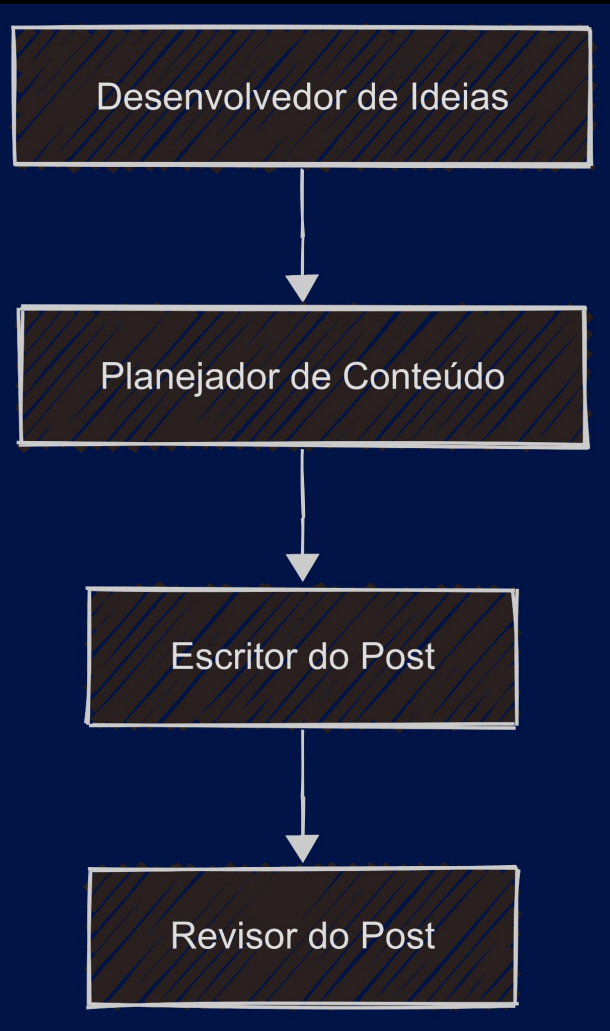 Desenvolvedor de Ideias
Planejador de Conteúdo
Escritor do Post
Revisor do Post